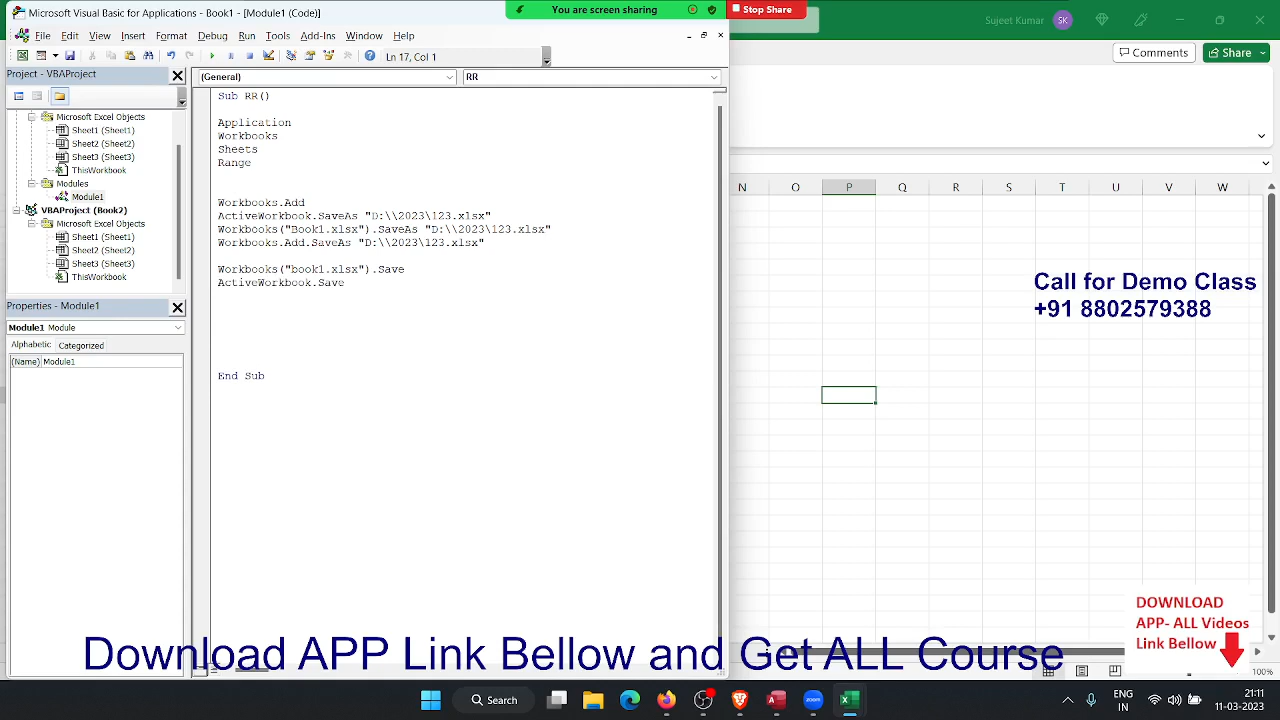 Microsoft Visual Basic for Applications - Book1 - [Module1 (Code)]
You are screen sharing
Stop Share
Sujeet Kumar
SK
File Edit View Insert Format Debug Run Tools Add-Ins Window Help
Comments
Share
Ln 17, Col 1
Project - VBAProject
(General)
RR
Microsoft Excel Objects
Sheet1 (Sheet1)
Sheet2 (Sheet2)
Sheet3 (Sheet3)
ThisWorkbook
Modules
Module1
VBAProject (Book2)
Microsoft Excel Objects
Sheet1 (Sheet1)
Sheet2 (Sheet2)
Sheet3 (Sheet3)
ThisWorkbook
Properties - Module1
Module1 Module
Alphabetic Categorized
(Name) Module1
Sub RR()
Application
Workbooks
Sheets
Range
Workbooks.Add
ActiveWorkbook.SaveAs "D:\\2023\123.xlsx"
Workbooks("Book1.xlsx").SaveAs "D:\\2023\123.xlsx"
Workbooks.Add.SaveAs "D:\\2023\123.xlsx"
Workbooks("book1.xlsx").Save
ActiveWorkbook.Save
End Sub
N O P Q R S T U V W
Call for Demo Class
+91 8802579388
DOWNLOAD
APP- ALL Videos
Link Bellow
Download APP Link Bellow and Get ALL Course
100%
Search
zoom
ENG
IN
21:11
11-03-2023